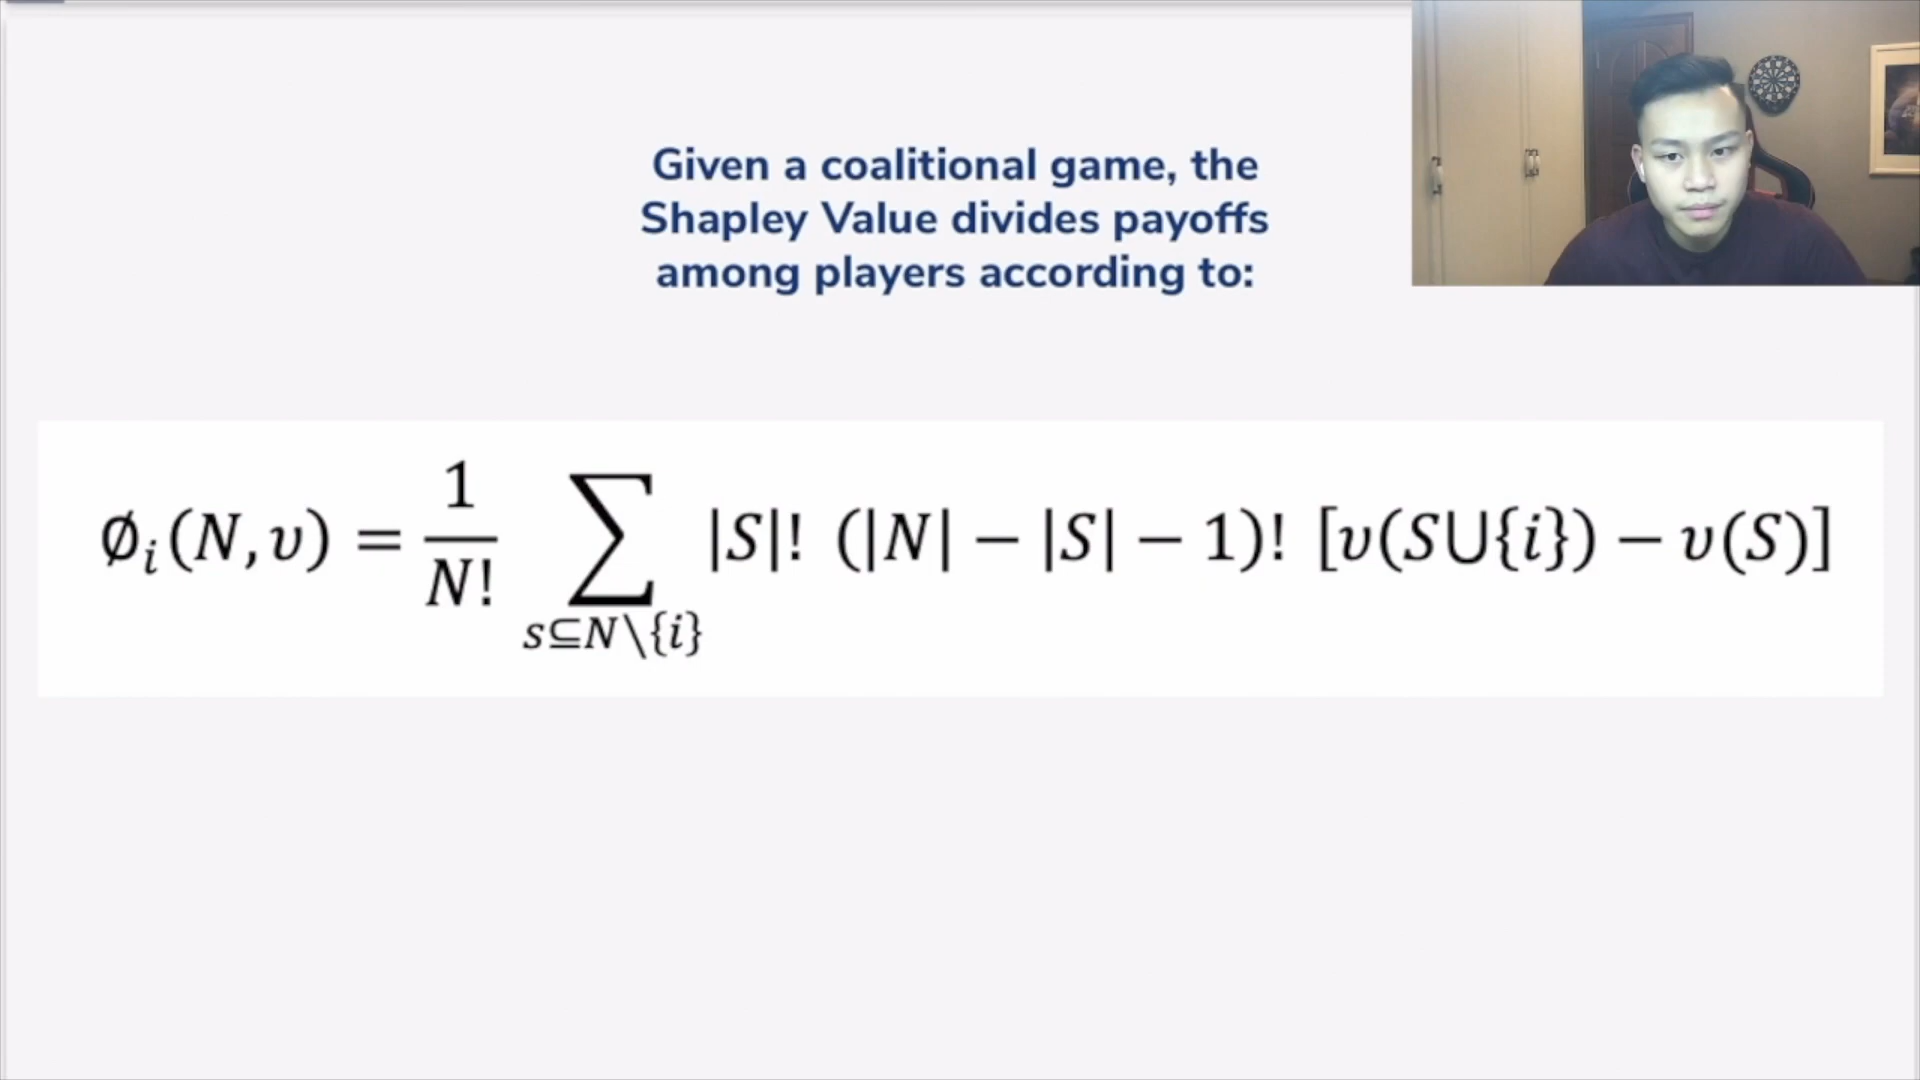 Given a coalitional game, the
Shapley Value divides payoffs
among players according to:
∅ᵢ(N, υ) = 1/N! ∑ s⊆N\{i} |S|! (|N| − |S| − 1)! [υ(S∪{i}) − υ(S)]